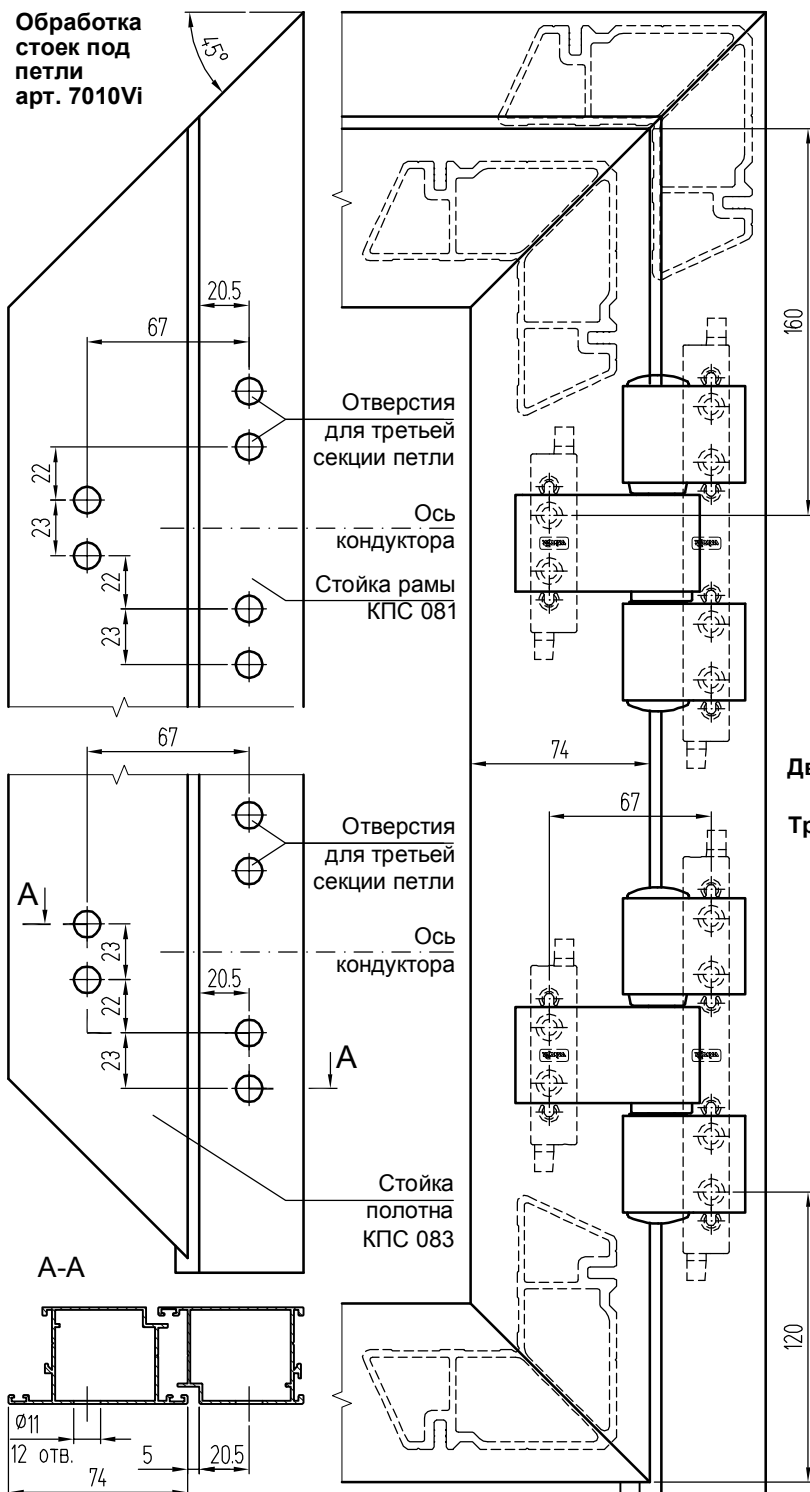 Обработка
стоек под
петли
арт. 7010Vi
45°
20.5
67
160
Отверстия
для третьей
секции петли
22
23
Ось
кондуктора
22
Стойка рамы
КПС 081
23
67
74
67
Дв
Тр
Отверстия
для третьей
секции петли
А
23
Ось
кондуктора
20.5
22
23
А
Стойка
полотна
КПС 083
А-А
120
Ø11
12 отв.
5
20.5
74